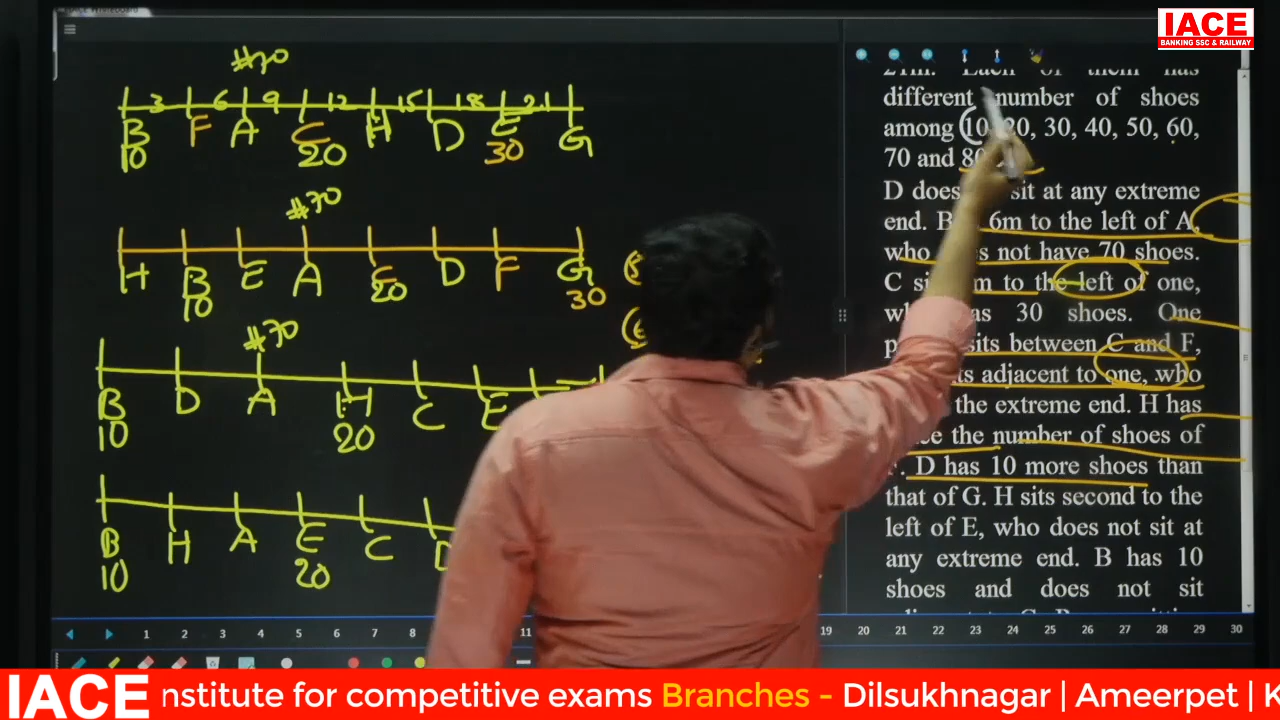 IACE
BANKING SSC & RAILWAY
#70
3 6 9 12 15 18 21
B F A C H D E G
10 20 30
#70
H B E A C D F G
10 20 30
#70
B D A H C E
10 20
B H A E C D
10 20
Each of them has
different number of shoes
among 10, 20, 30, 40, 50, 60,
70 and 80
D does sit at any extreme
end. B 6m to the left of A,
who not have 70 shoes.
C to the left of one,
30 shoes. One
sits between C and F,
adjacent to one, who
the extreme end. H has
the number of shoes of
D has 10 more shoes than
that of G. H sits second to the
left of E, who does not sit at
any extreme end. B has 10
shoes and does not sit
1 2 3 4 5 6 7 8 11 19 20 21 22 23 24 25 26 27 28 29 30
IACE nstitute for competitive exams Branches - Dilsukhnagar | Ameerpet |